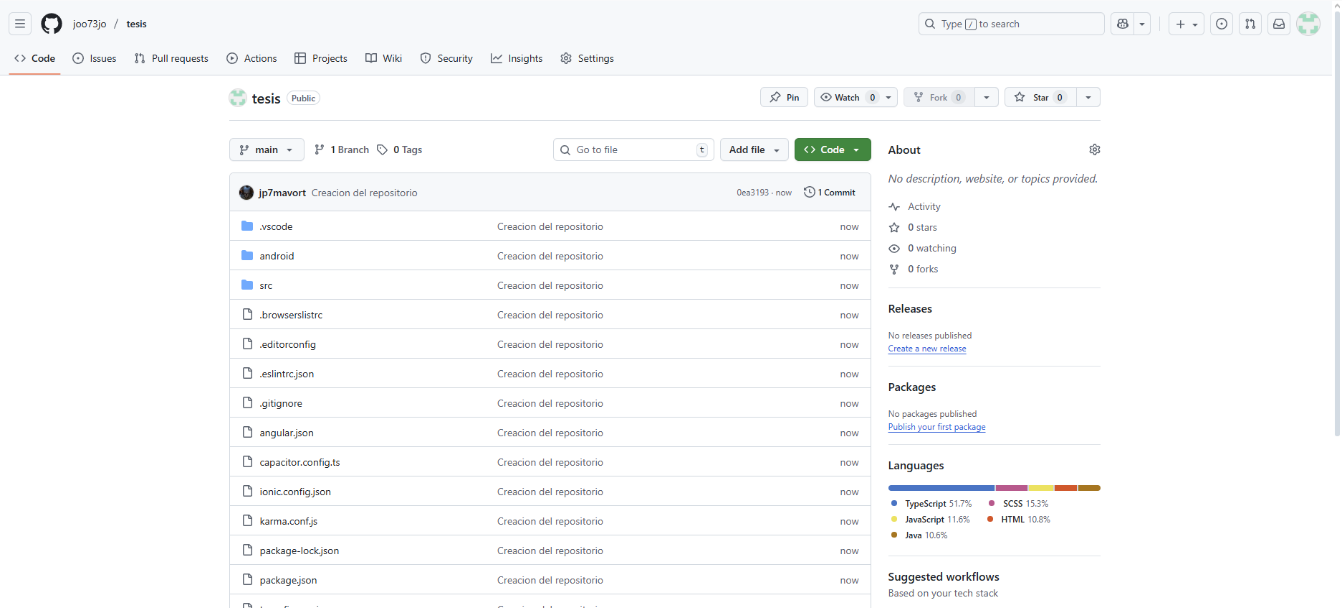 joo73jo / tesis
Type / to search
Code Issues Pull requests Actions Projects Wiki Security Insights Settings
tesis Public
Pin Watch 0 Fork 0 Star 0
main 1 Branch 0 Tags
Go to file t Add file Code
jp7mavort Creacion del repositorio 0ea3193 · now 1 Commit
.vscode Creacion del repositorio now
android Creacion del repositorio now
src Creacion del repositorio now
.browserslistrc Creacion del repositorio now
.editorconfig Creacion del repositorio now
.eslintrc.json Creacion del repositorio now
.gitignore Creacion del repositorio now
angular.json Creacion del repositorio now
capacitor.config.ts Creacion del repositorio now
ionic.config.json Creacion del repositorio now
karma.conf.js Creacion del repositorio now
package-lock.json Creacion del repositorio now
package.json Creacion del repositorio now
About
No description, website, or topics provided.
Activity
0 stars
0 watching
0 forks
Releases
No releases published
Create a new release
Packages
No packages published
Publish your first package
Languages
TypeScript 51.7% SCSS 15.3%
JavaScript 11.6% HTML 10.8%
Java 10.6%
Suggested workflows
Based on your tech stack